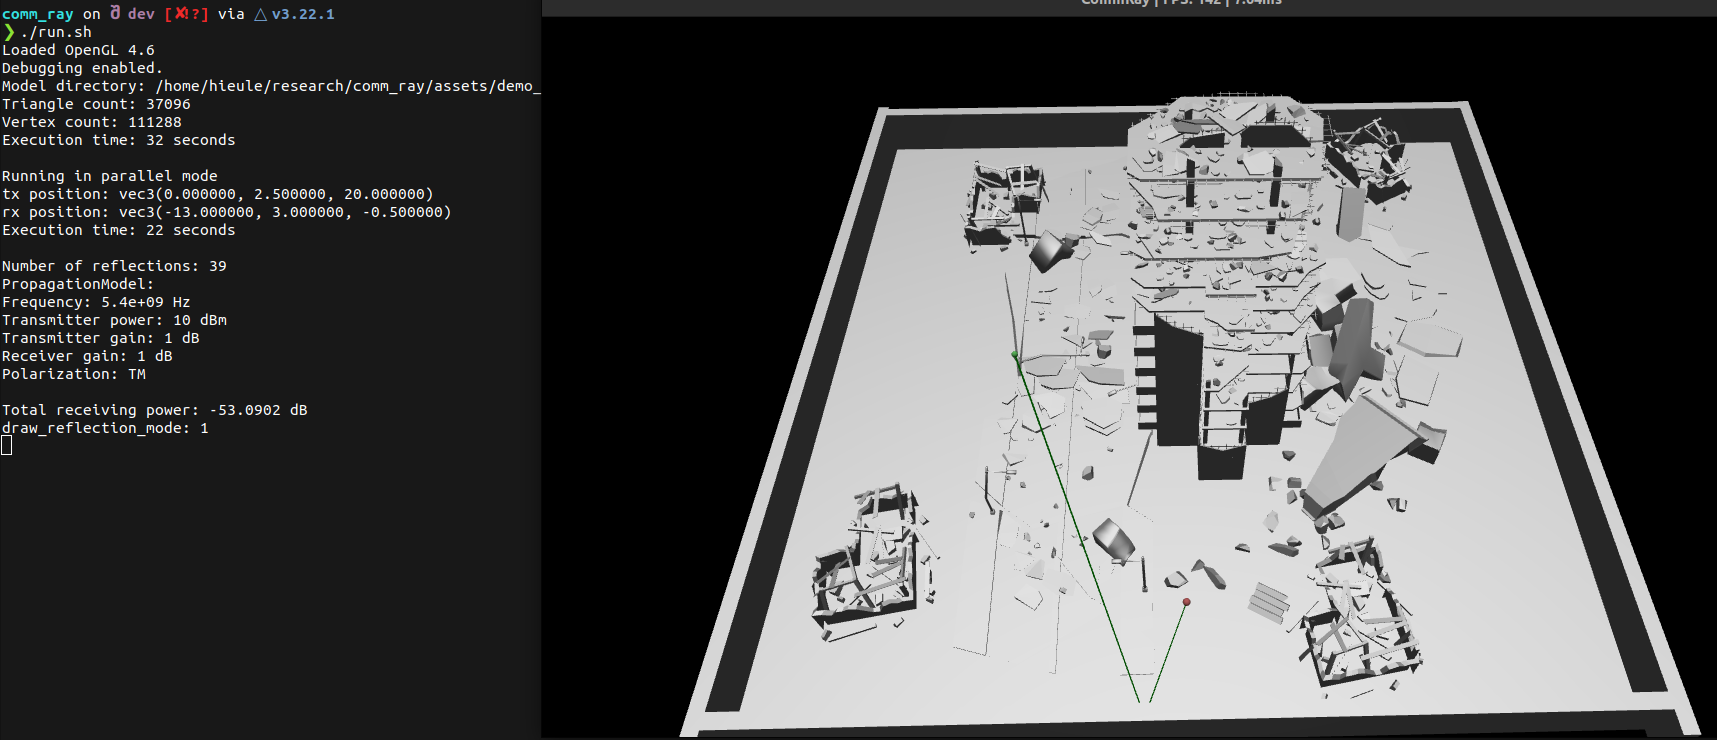 comm_ray on dev [✘!?] via △ v3.22.1
❯ ./run.sh
Loaded OpenGL 4.6
Debugging enabled.
Model directory: /home/hieule/research/comm_ray/assets/demo_
Triangle count: 37096
Vertex count: 111288
Execution time: 32 seconds
Running in parallel mode
tx position: vec3(0.000000, 2.500000, 20.000000)
rx position: vec3(-13.000000, 3.000000, -0.500000)
Execution time: 22 seconds
Number of reflections: 39
PropagationModel:
Frequency: 5.4e+09 Hz
Transmitter power: 10 dBm
Transmitter gain: 1 dB
Receiver gain: 1 dB
Polarization: TM
Total receiving power: -53.0902 dB
draw_reflection_mode: 1
CommRay | FPS: 142 | 7.04ms